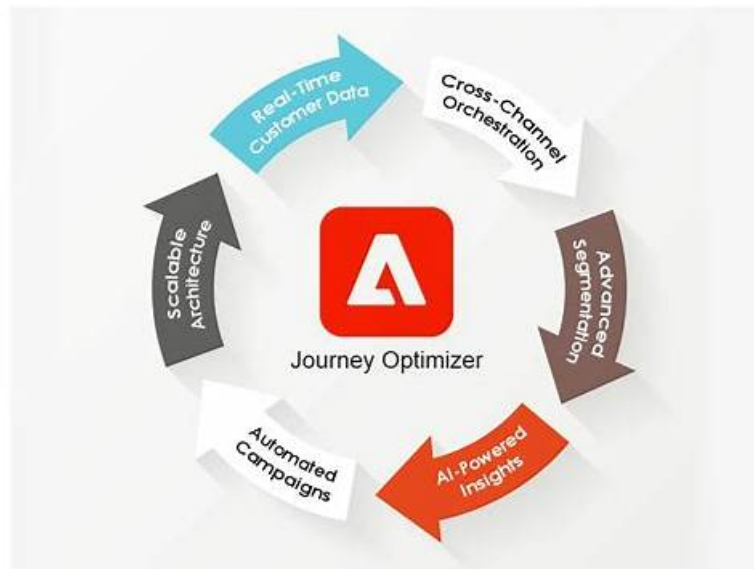 Real-Time
Customer Data
Cross-Channel
Orchestration
Advanced
Segmentation
AI-Powered
Insights
Automated
Campaigns
Scalable
Architecture
Journey Optimizer